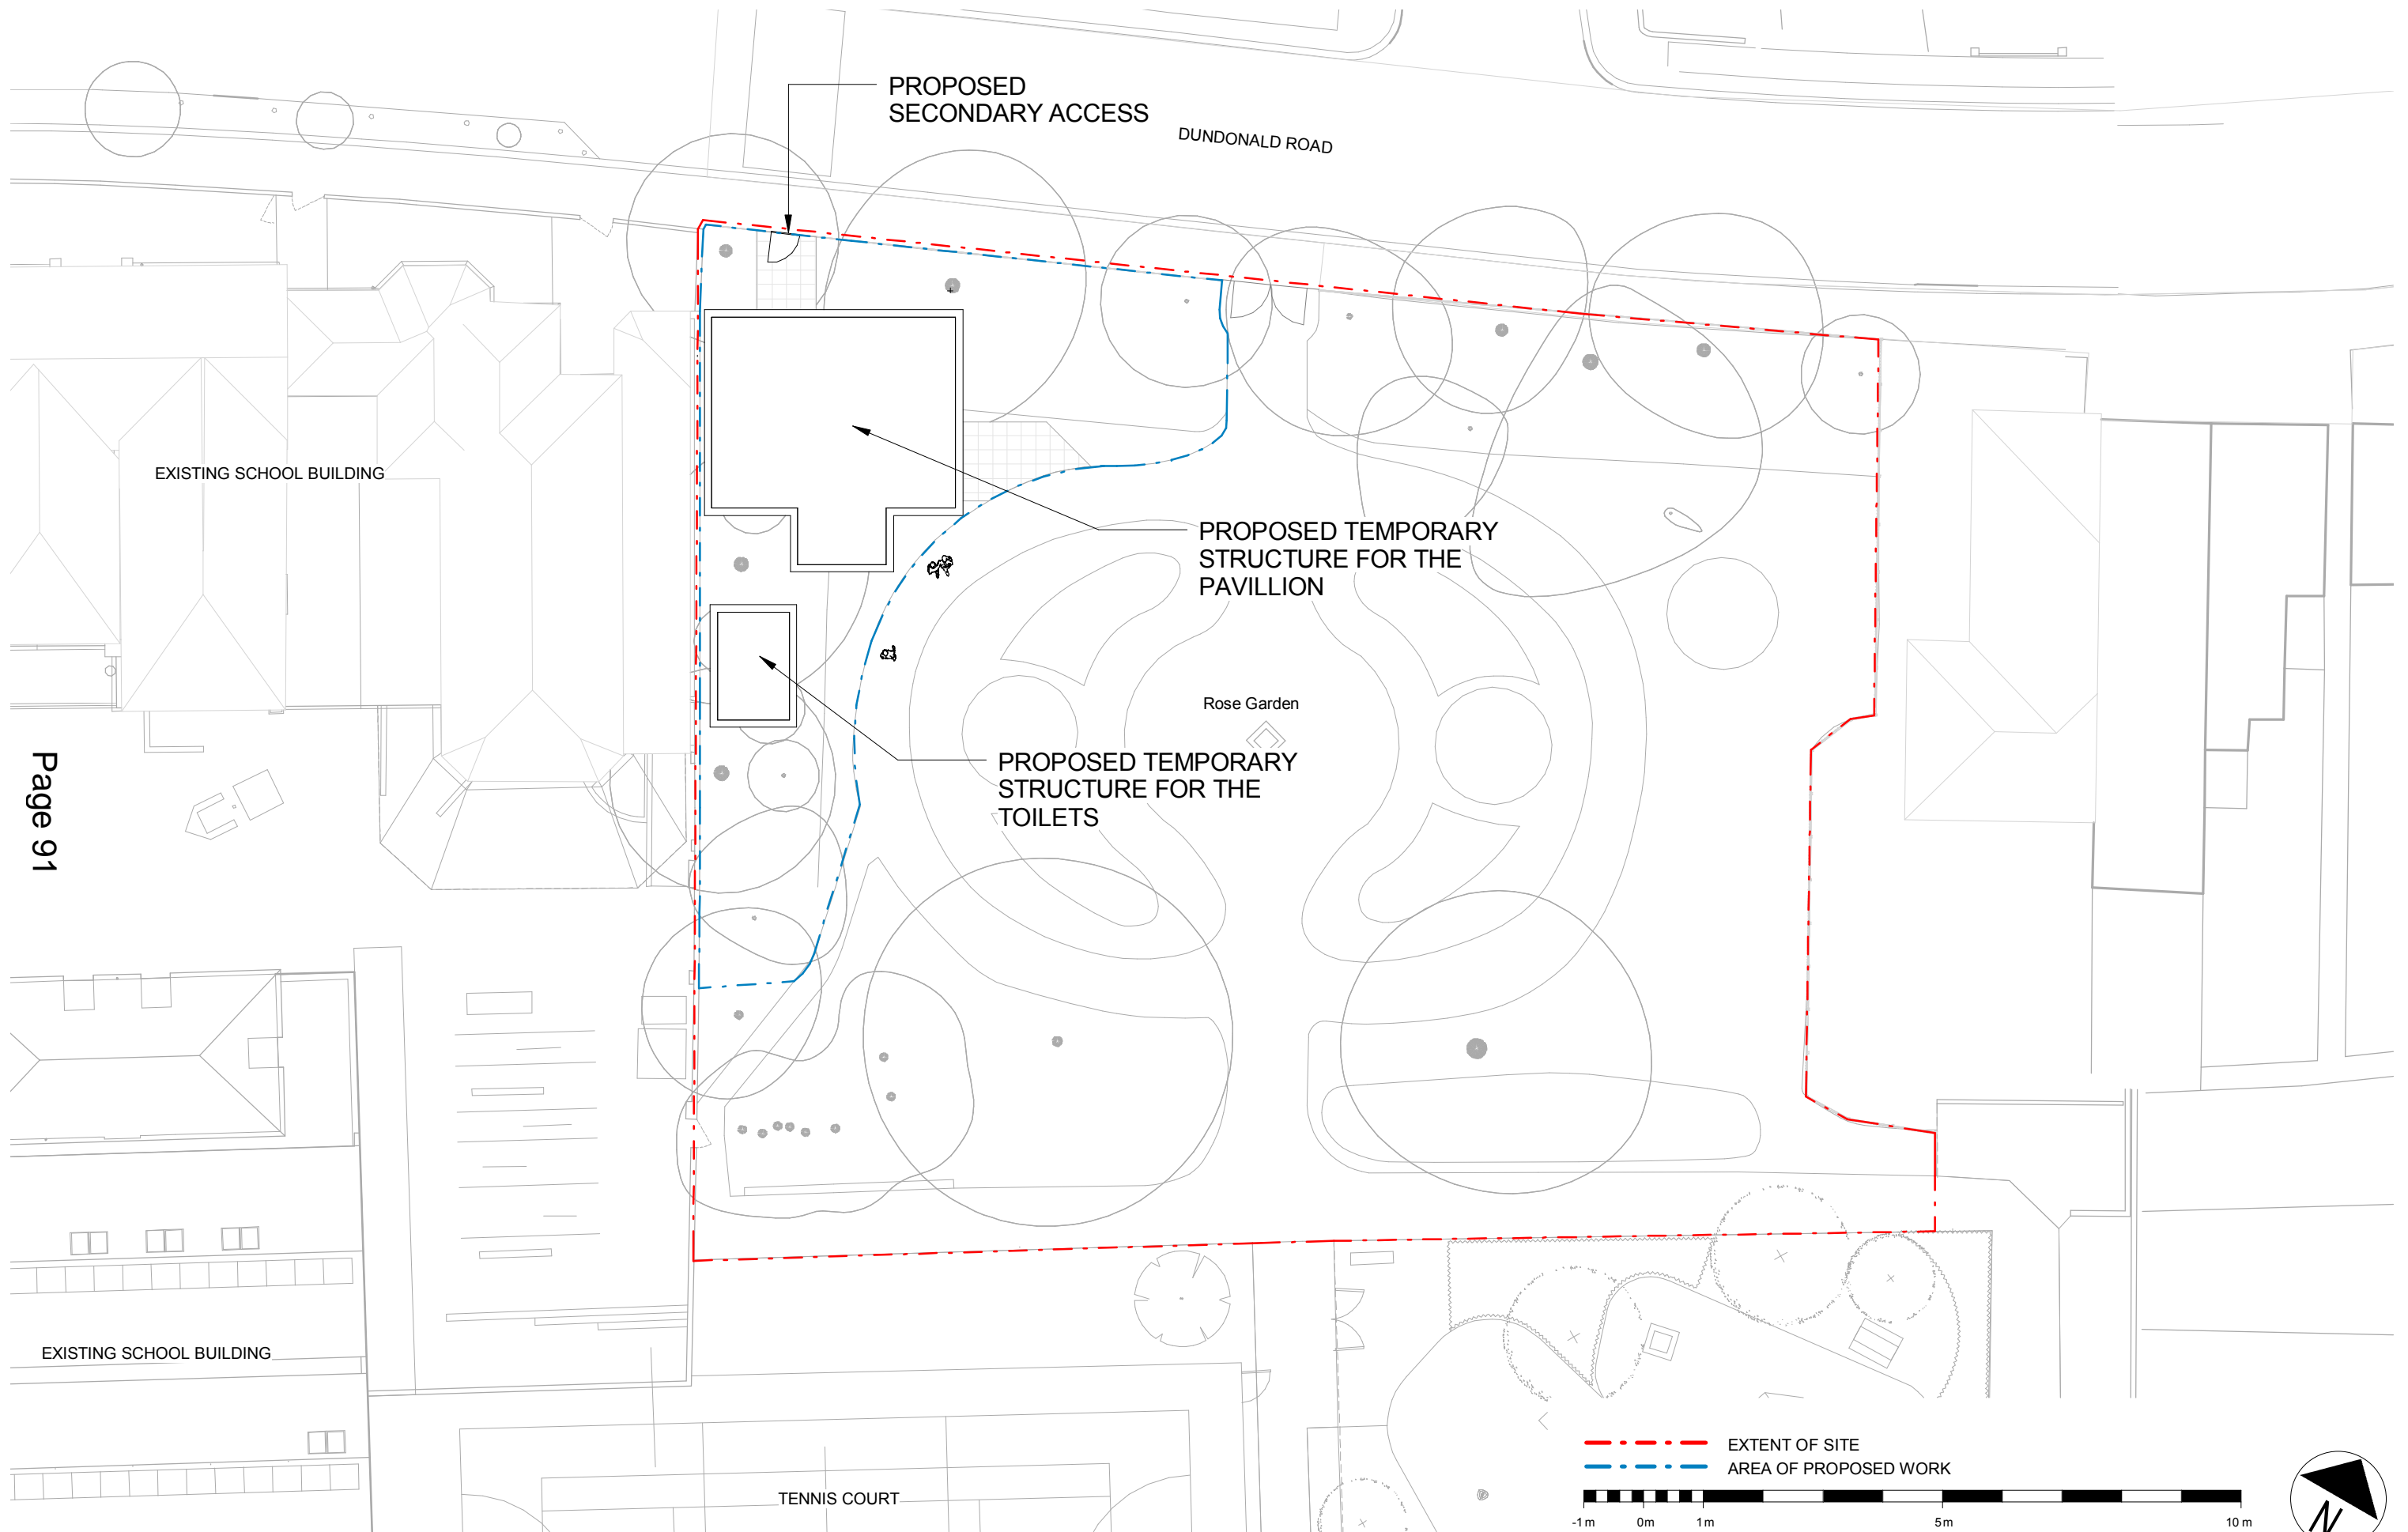 PROPOSED
SECONDARY ACCESS
DUNDONALD ROAD
EXISTING SCHOOL BUILDING
PROPOSED TEMPORARY
STRUCTURE FOR THE
PAVILLION
Rose Garden
PROPOSED TEMPORARY
STRUCTURE FOR THE
TOILETS
Page 91
EXISTING SCHOOL BUILDING
TENNIS COURT
EXTENT OF SITE
AREA OF PROPOSED WORK
-1 m 0m 1m 5m 10 m
N